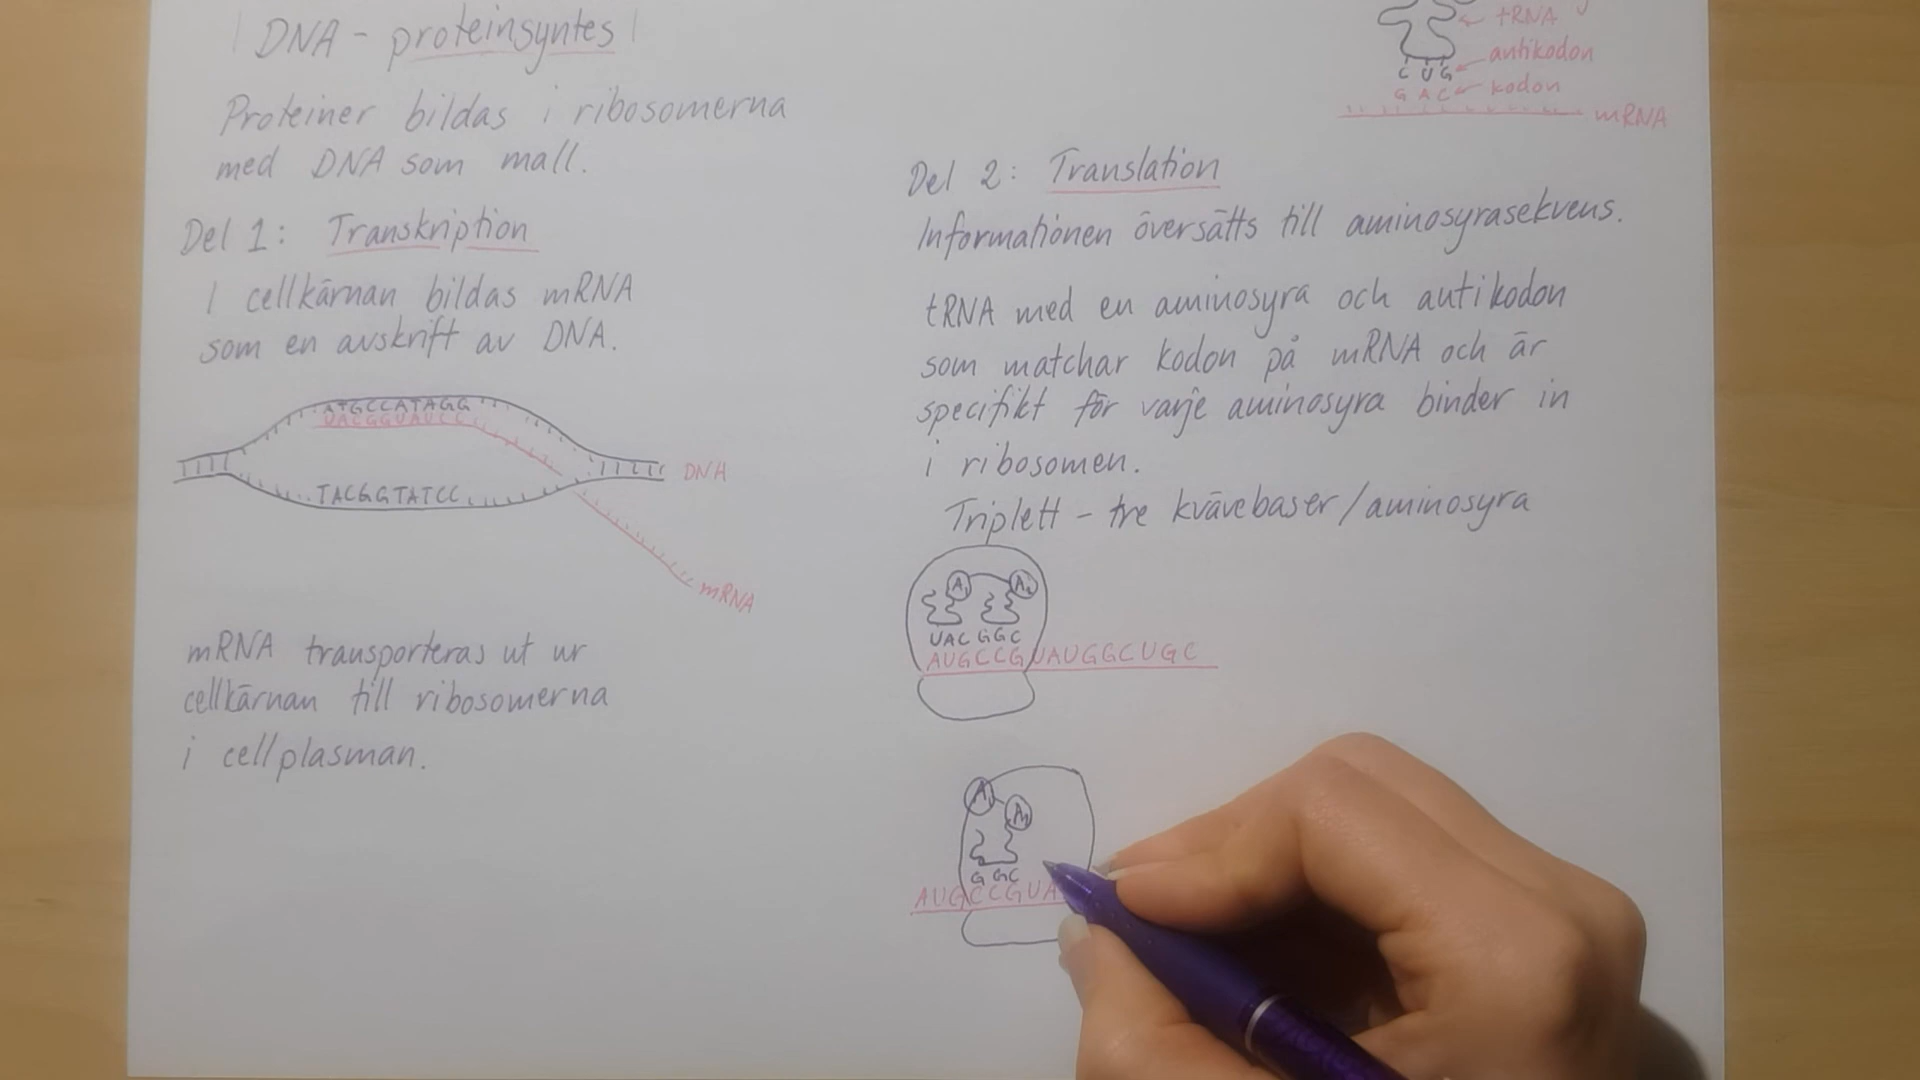 DNA - proteinsyntes
Proteiner bildas i ribosomerna
med DNA som mall.
Del 1: Transkription
I cellkärnan bildas mRNA
som en avskrift av DNA.
ATGCCATAGG
UACGGUAUCC
DNA
TACGGTATCC
mRNA
mRNA transporteras ut ur
cellkärnan till ribosomerna
i cellplasman.
tRNA
antikodon
CUG
kodon
GAC
mRNA
Del 2: Translation
Informationen översätts till aminosyrasekvens.
tRNA med en aminosyra och antikodon
som matchar kodon på mRNA och är
specifikt för varje aminosyra binder in
i ribosomen.
Triplett - tre kvävebaser/aminosyra
UAC GGC
AUGCCGUAUGGCUGC
GGC
AUGCCGUA